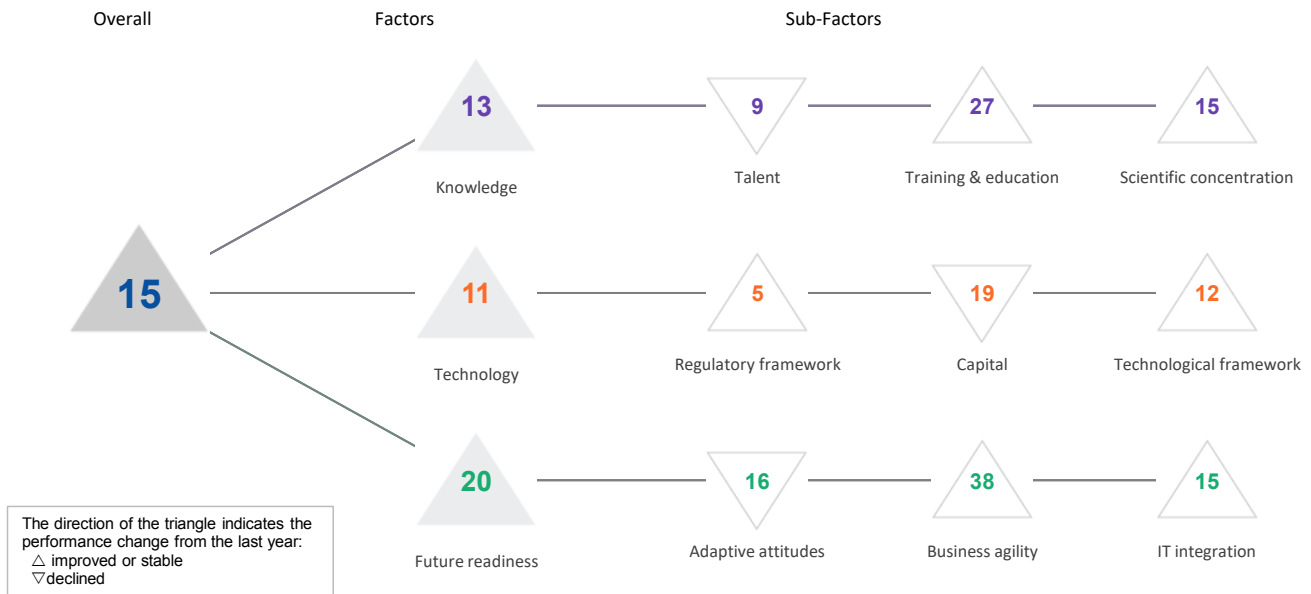 Overall
Factors
Sub-Factors
13
9
27
15
Knowledge
Talent
Training & education
Scientific concentration
15
11
5
19
12
Technology
Regulatory framework
Capital
Technological framework
20
16
38
15
Future readiness
Adaptive attitudes
Business agility
IT integration
The direction of the triangle indicates the
performance change from the last year:
△ improved or stable
▽declined